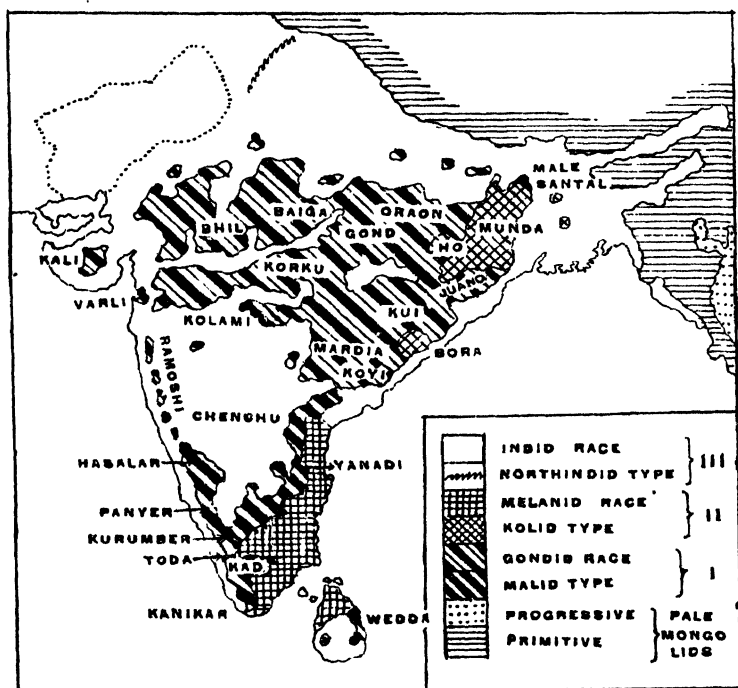 MALE
SANTAL
BAIGA
ORAON
BHIL
GOND
MUNDA
HO
KALI
KORKU
JUANG
VARLI
KUI
KOLAMI
MARDIA
BORA
KOYI
RAMOSHI
CHENCHU
HASALAR
YANADI
PANYER
KURUMBER
TODA
KAD
KANIKAR
WEDDA
INDID RACE
NORTHINDID TYPE
III
MELANID RACE
KOLID TYPE
II
GONDID RACE
MALID TYPE
I
PROGRESSIVE
PRIMITIVE
PALE
MONGO
LIDS